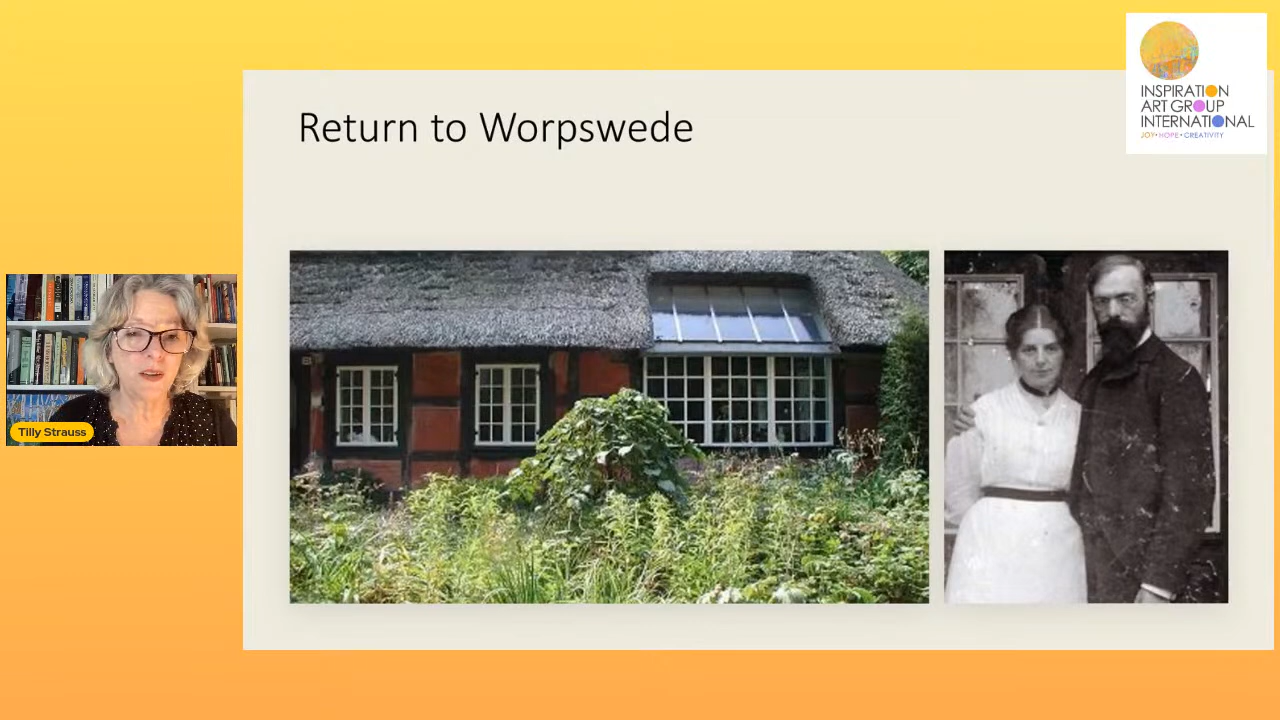 Return to Worpswede
INSPIRATION
ART GROUP
INTERNATIONAL
JOY • HOPE • CREATIVITY
Tilly Strauss